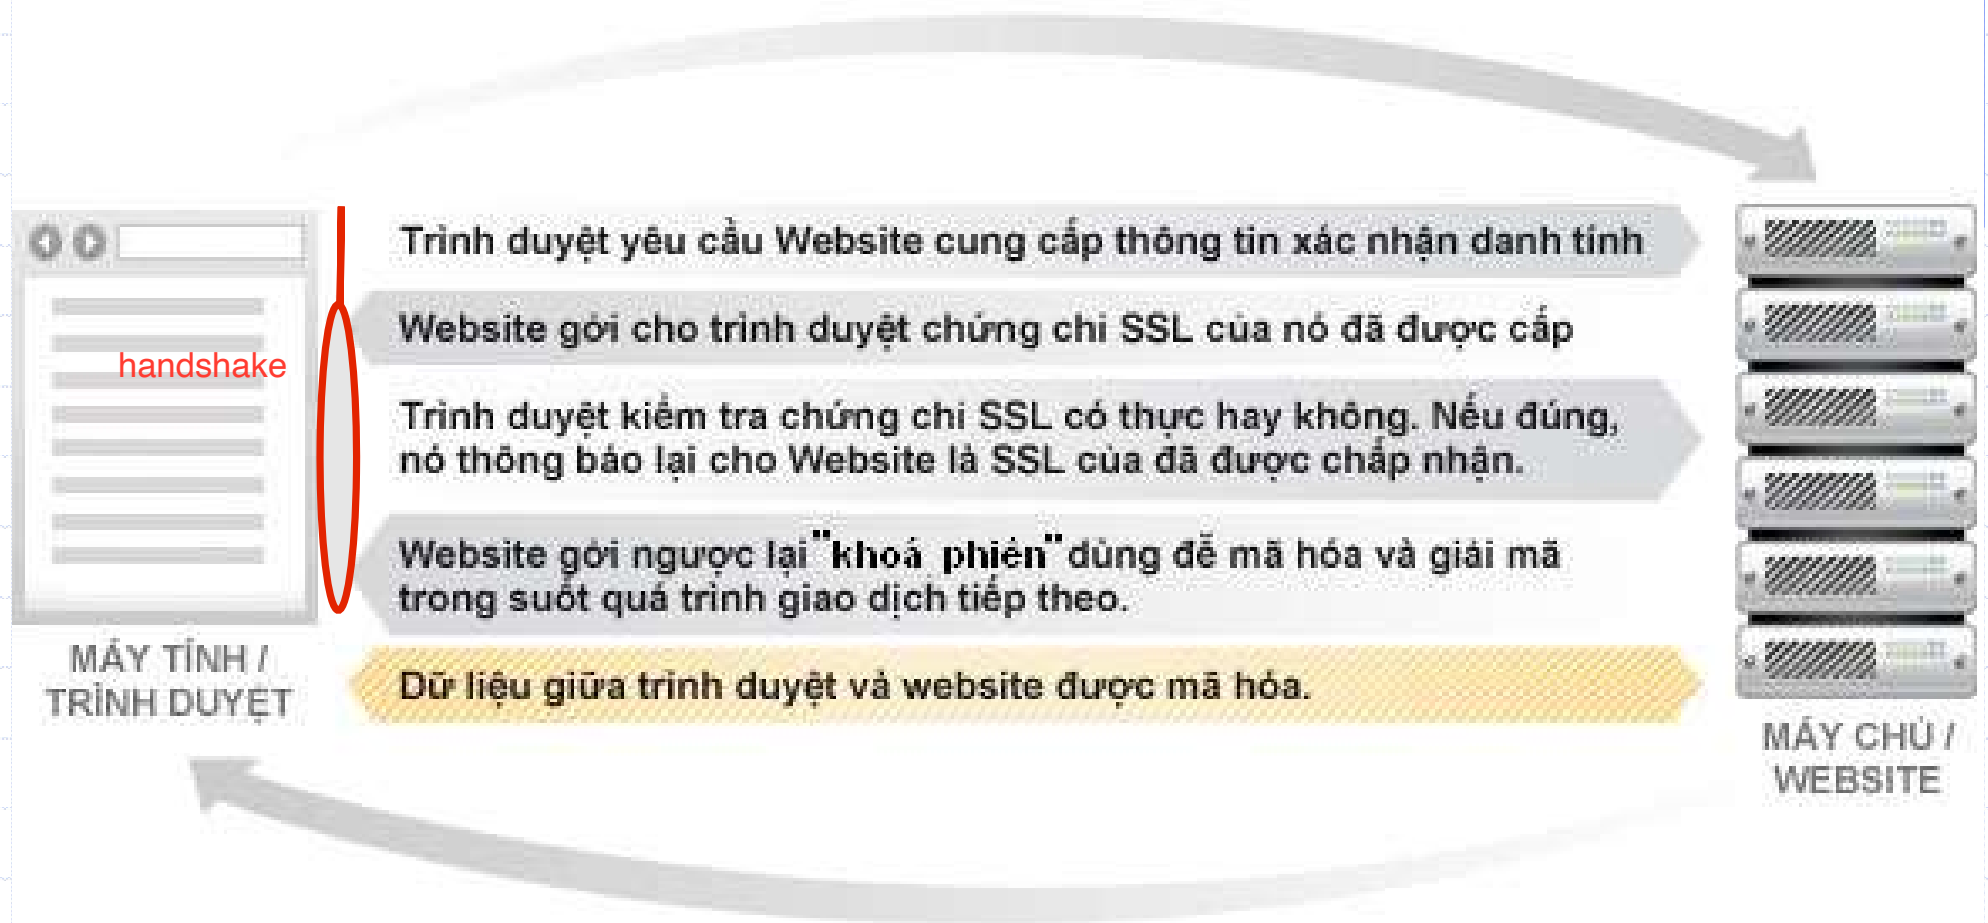 Trình duyệt yêu cầu Website cung cấp thông tin xác nhận danh tính
Website gởi cho trình duyệt chứng chỉ SSL của nó đã được cấp
handshake
Trình duyệt kiểm tra chứng chỉ SSL có thực hay không. Nếu đúng,
nó thông báo lại cho Website là SSL của đã được chấp nhận.
Website gởi ngược lại "khoá phiên" dùng để mã hóa và giải mã
trong suốt quá trình giao dịch tiếp theo.
Dữ liệu giữa trình duyệt và website được mã hóa.
MÁY TÍNH /
TRÌNH DUYỆT
MÁY CHỦ /
WEBSITE